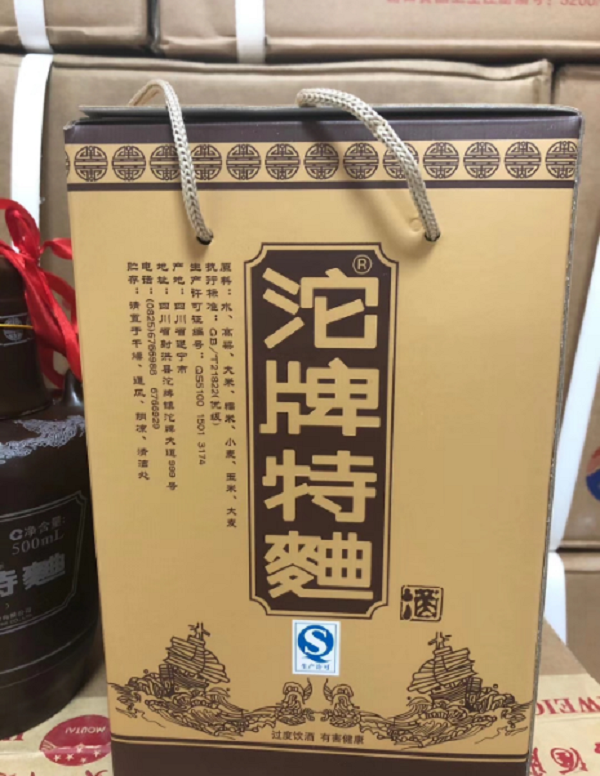 沱牌特麯
®
酒
原料：水、高粱、大米、糯米、小麦、玉米、大麦
执行标准：GB/T21822(优级)
生产许可证编号：QS5100 1501 3174
产地：四川省遂宁市
地址：四川省射洪县沱牌镇沱牌大道999号
电话：(0825)6766968 6766929
贮存：请置于干燥、通风、阴凉、清洁处
QS
生产许可
过度饮酒 有害健康
净含量:
500mL
特麯
MOUTAI
WEIG